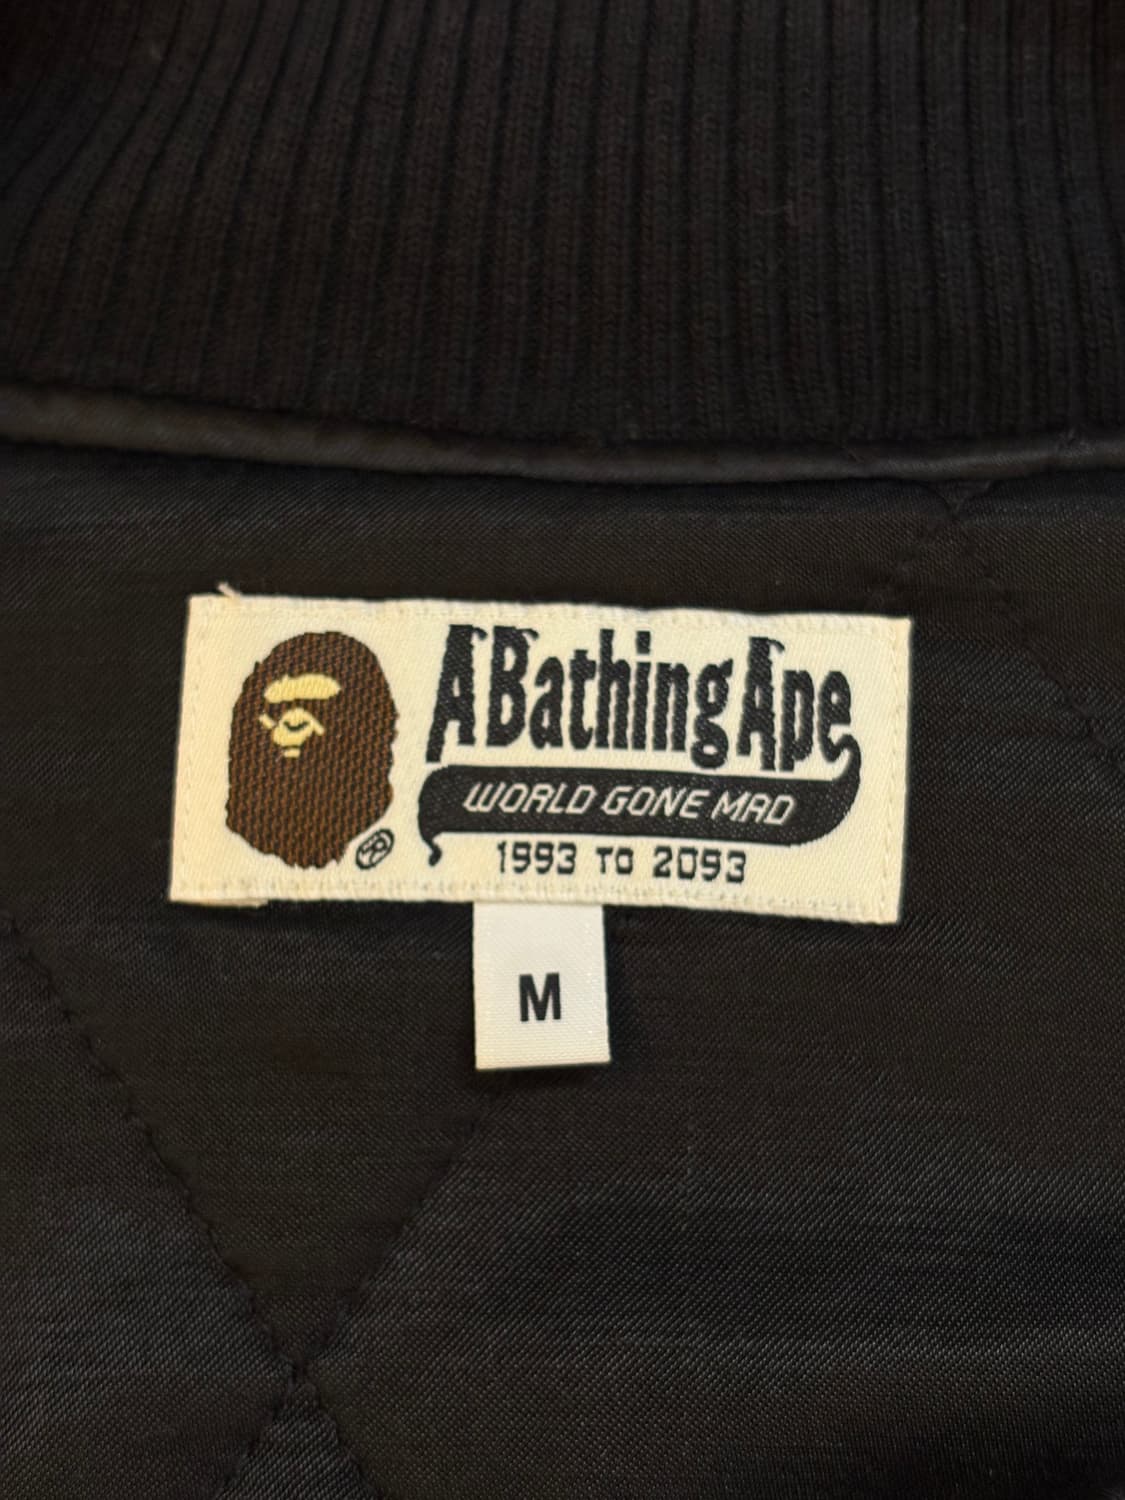 A Bathing Ape
WORLD GONE MAD
1993 TO 2093
M